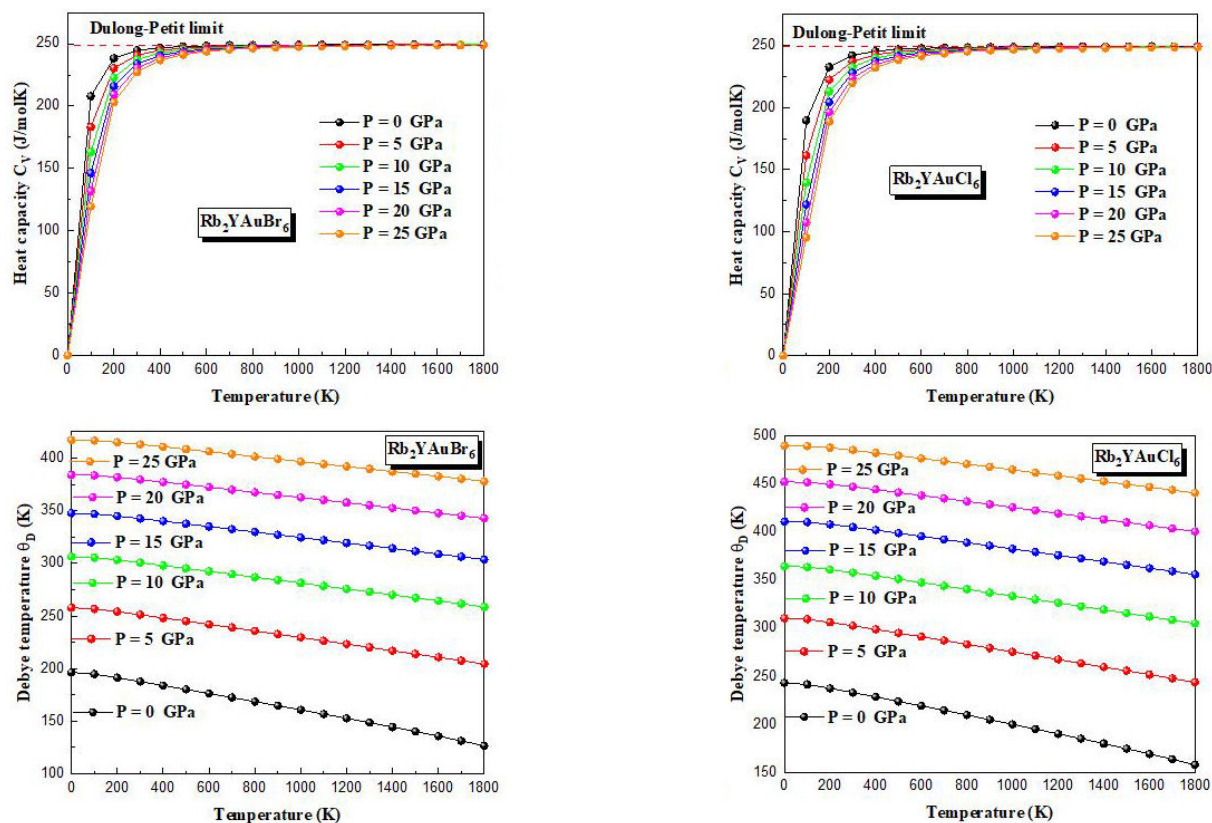 Dulong-Petit limit
250
200
150
100
50
0
Heat capacity C_V (J/molK)
P = 0 GPa
P = 5 GPa
P = 10 GPa
P = 15 GPa
P = 20 GPa
P = 25 GPa
Rb₂YAuBr₆
0 200 400 600 800 1000 1200 1400 1600 1800
Temperature (K)
Dulong-Petit limit
250
200
150
100
50
0
Heat capacity C_V (J/molK)
P = 0 GPa
P = 5 GPa
P = 10 GPa
P = 15 GPa
P = 20 GPa
P = 25 GPa
Rb₂YAuCl₆
0 200 400 600 800 1000 1200 1400 1600 1800
Temperature (K)
Rb₂YAuBr₆
400
350
300
250
200
150
100
Debye temperature θ_D (K)
P = 25 GPa
P = 20 GPa
P = 15 GPa
P = 10 GPa
P = 5 GPa
P = 0 GPa
0 200 400 600 800 1000 1200 1400 1600 1800
Temperature (K)
Rb₂YAuCl₆
500
450
400
350
300
250
200
150
Debye temperature θ_D (K)
P = 25 GPa
P = 20 GPa
P = 15 GPa
P = 10 GPa
P = 5 GPa
P = 0 GPa
0 200 400 600 800 1000 1200 1400 1600 1800
Temperature (K)